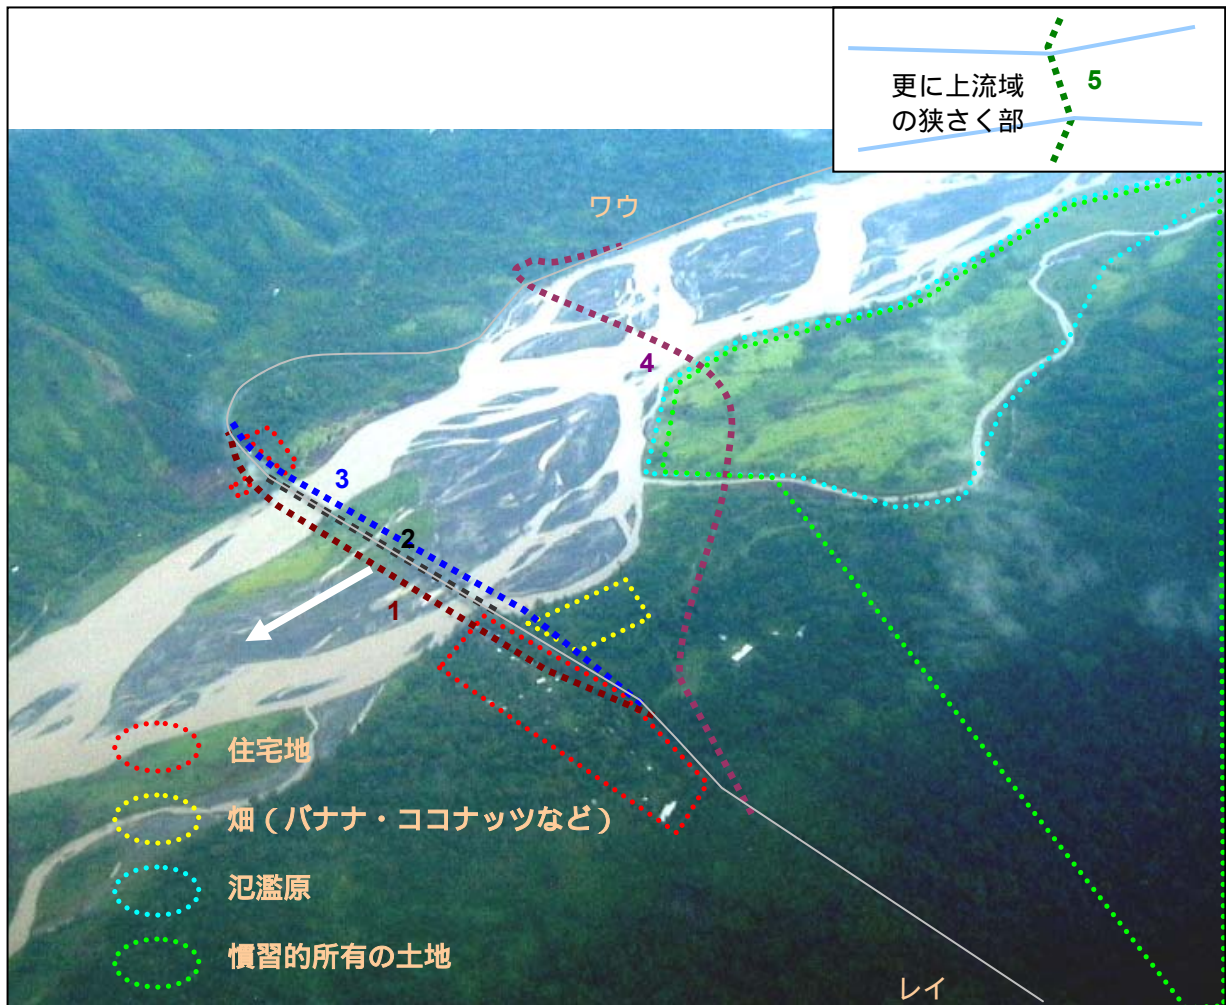 更に上流域
の狭さく部
5
ワウ
4
3
2
1
住宅地
畑（バナナ・ココナッツなど）
氾濫原
慣習的所有の土地
レイ